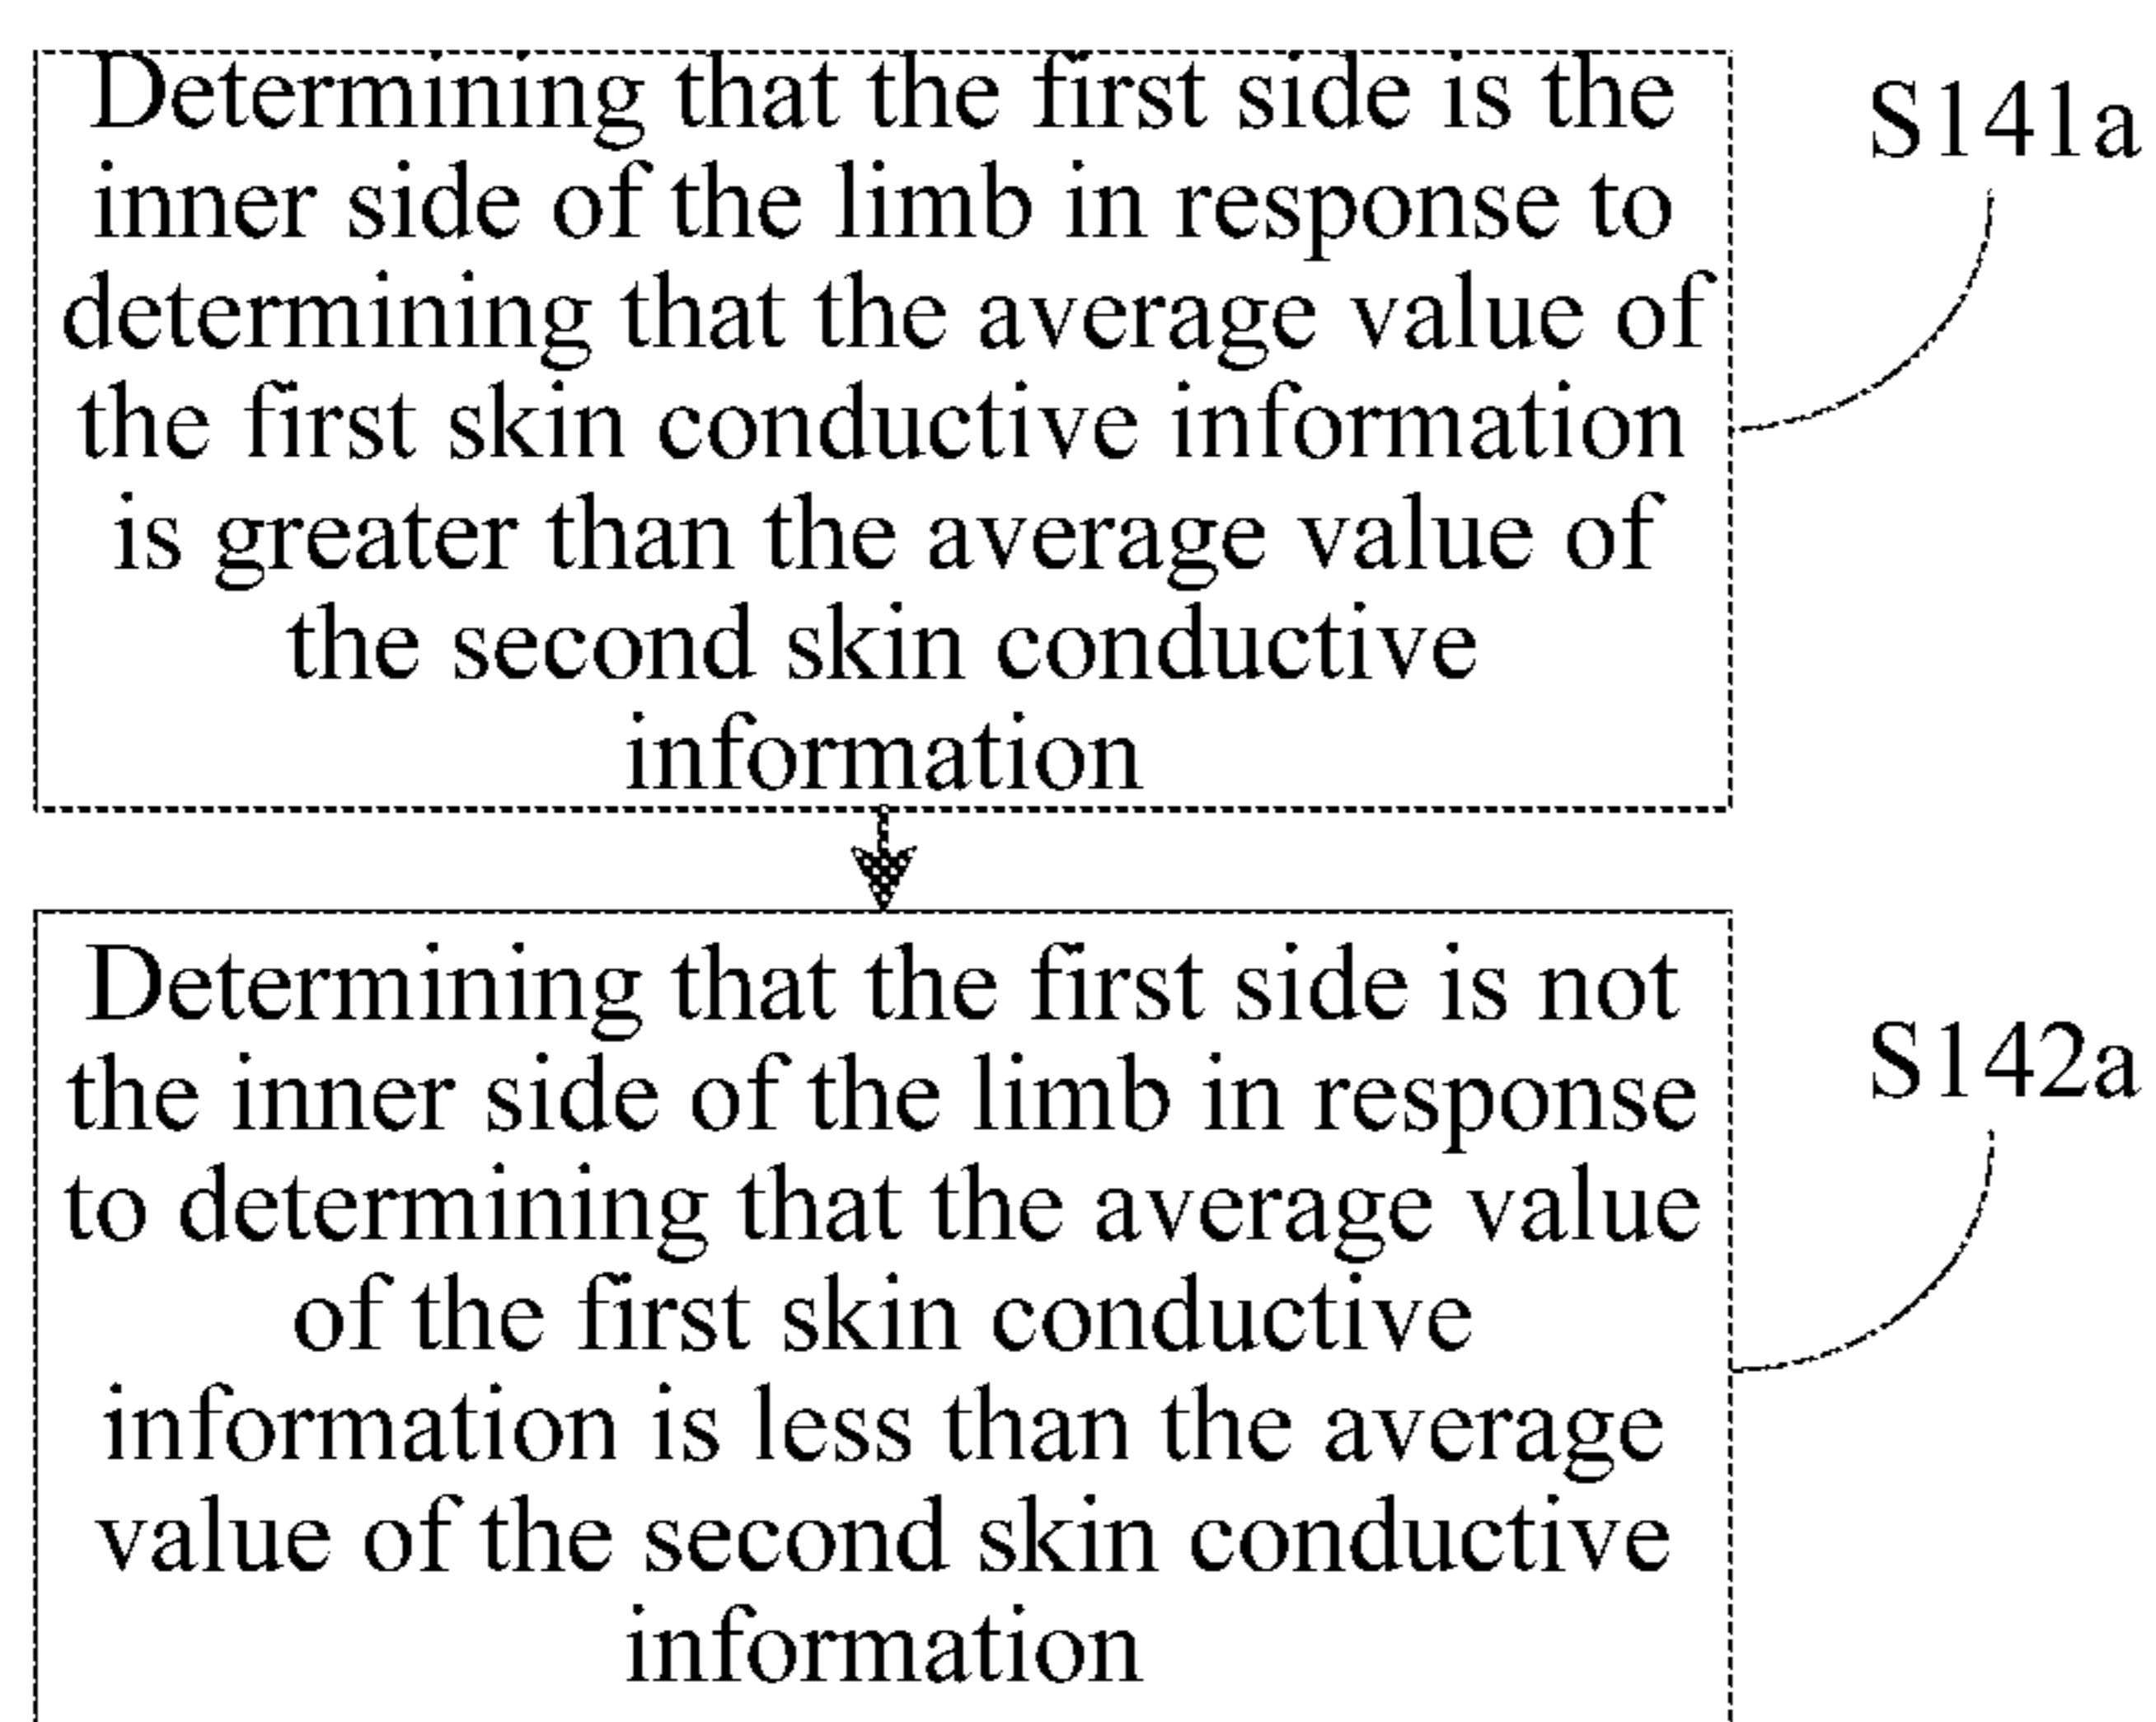 Determining that the first side is the
inner side of the limb in response to
determining that the average value of
the first skin conductive information
is greater than the average value of
the second skin conductive
information
S141a
Determining that the first side is not
the inner side of the limb in response
to determining that the average value
of the first skin conductive
information is less than the average
value of the second skin conductive
information
S142a